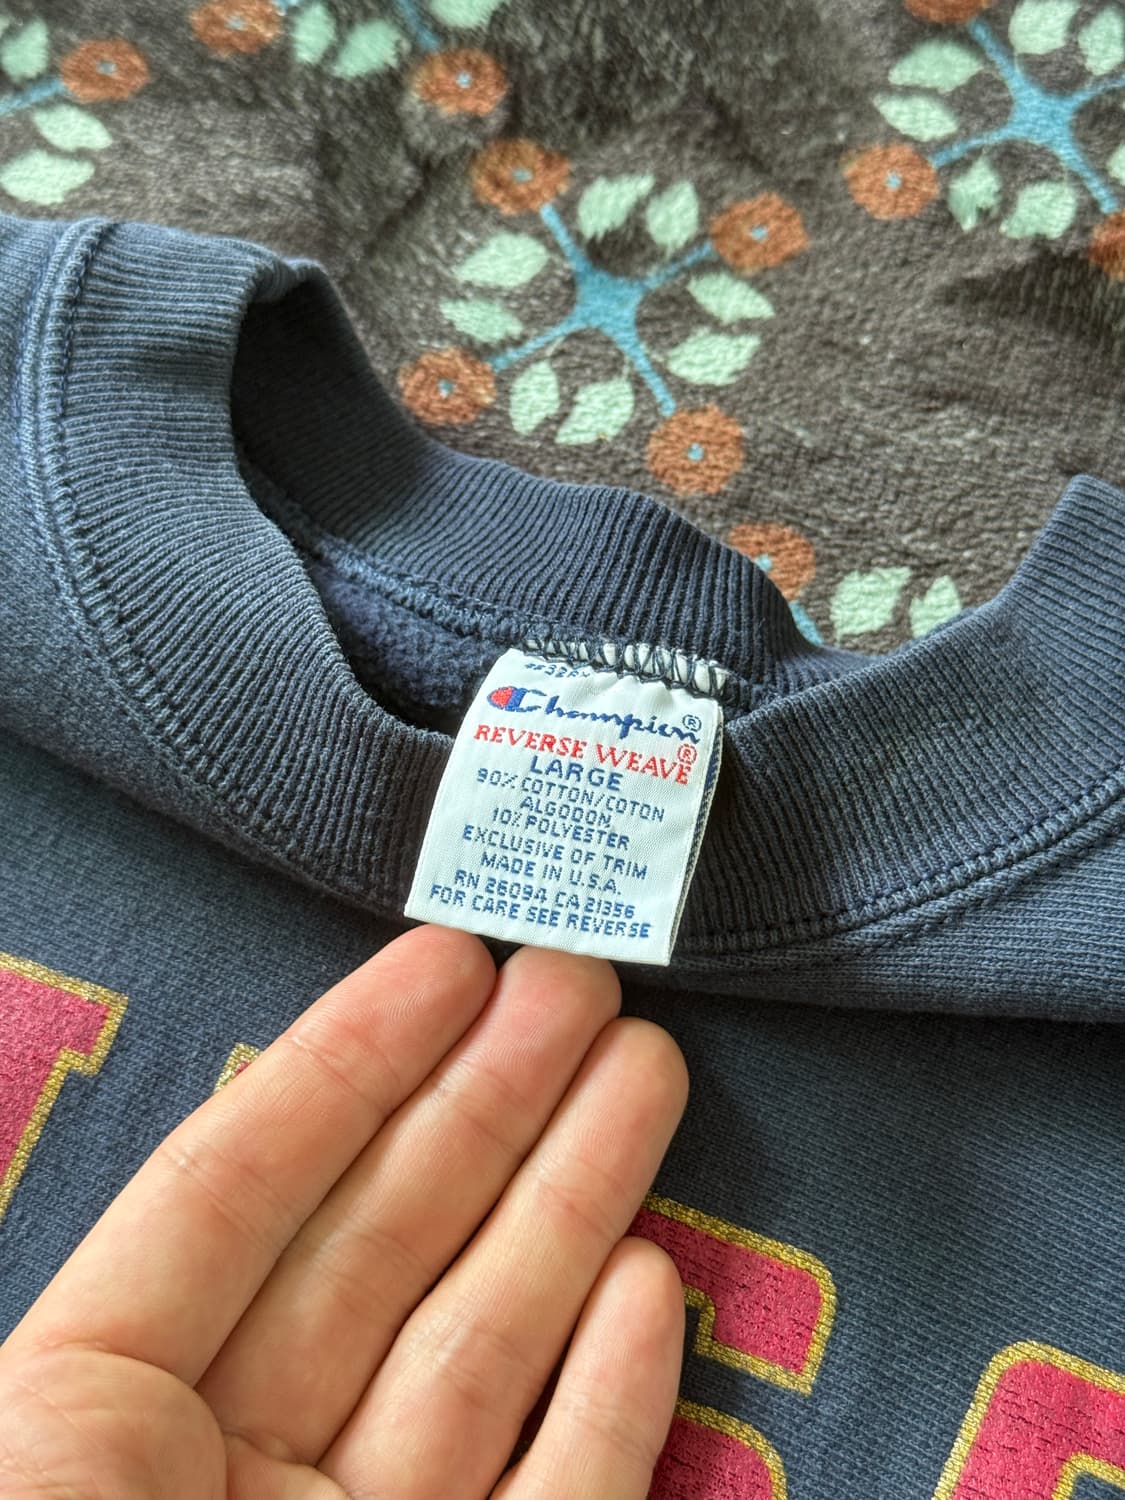 Champion®
REVERSE WEAVE®
LARGE
90% COTTON/COTON
ALGODON
10% POLYESTER
EXCLUSIVE OF TRIM
MADE IN U.S.A.
RN 26094 CA 21356
FOR CARE SEE REVERSE